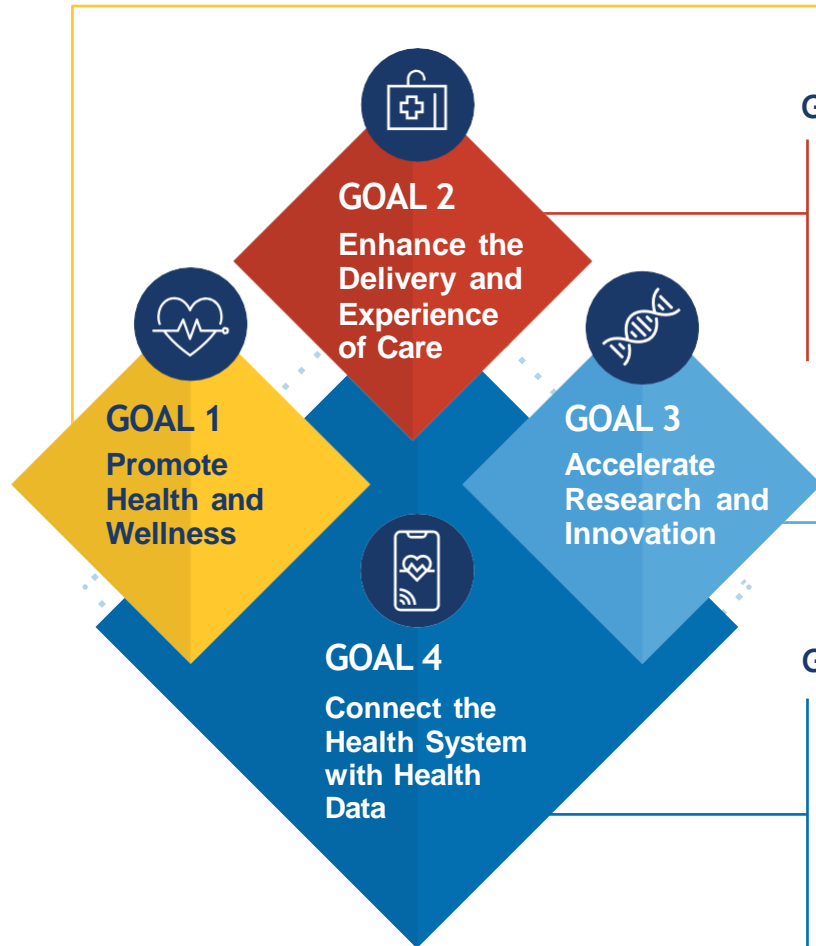 GOAL 2
Enhance the
Delivery and
Experience
of Care
GOAL 1
Promote
Health and
Wellness
GOAL 3
Accelerate
Research and
Innovation
GOAL 4
Connect the
Health System
with Health
Data
G
G